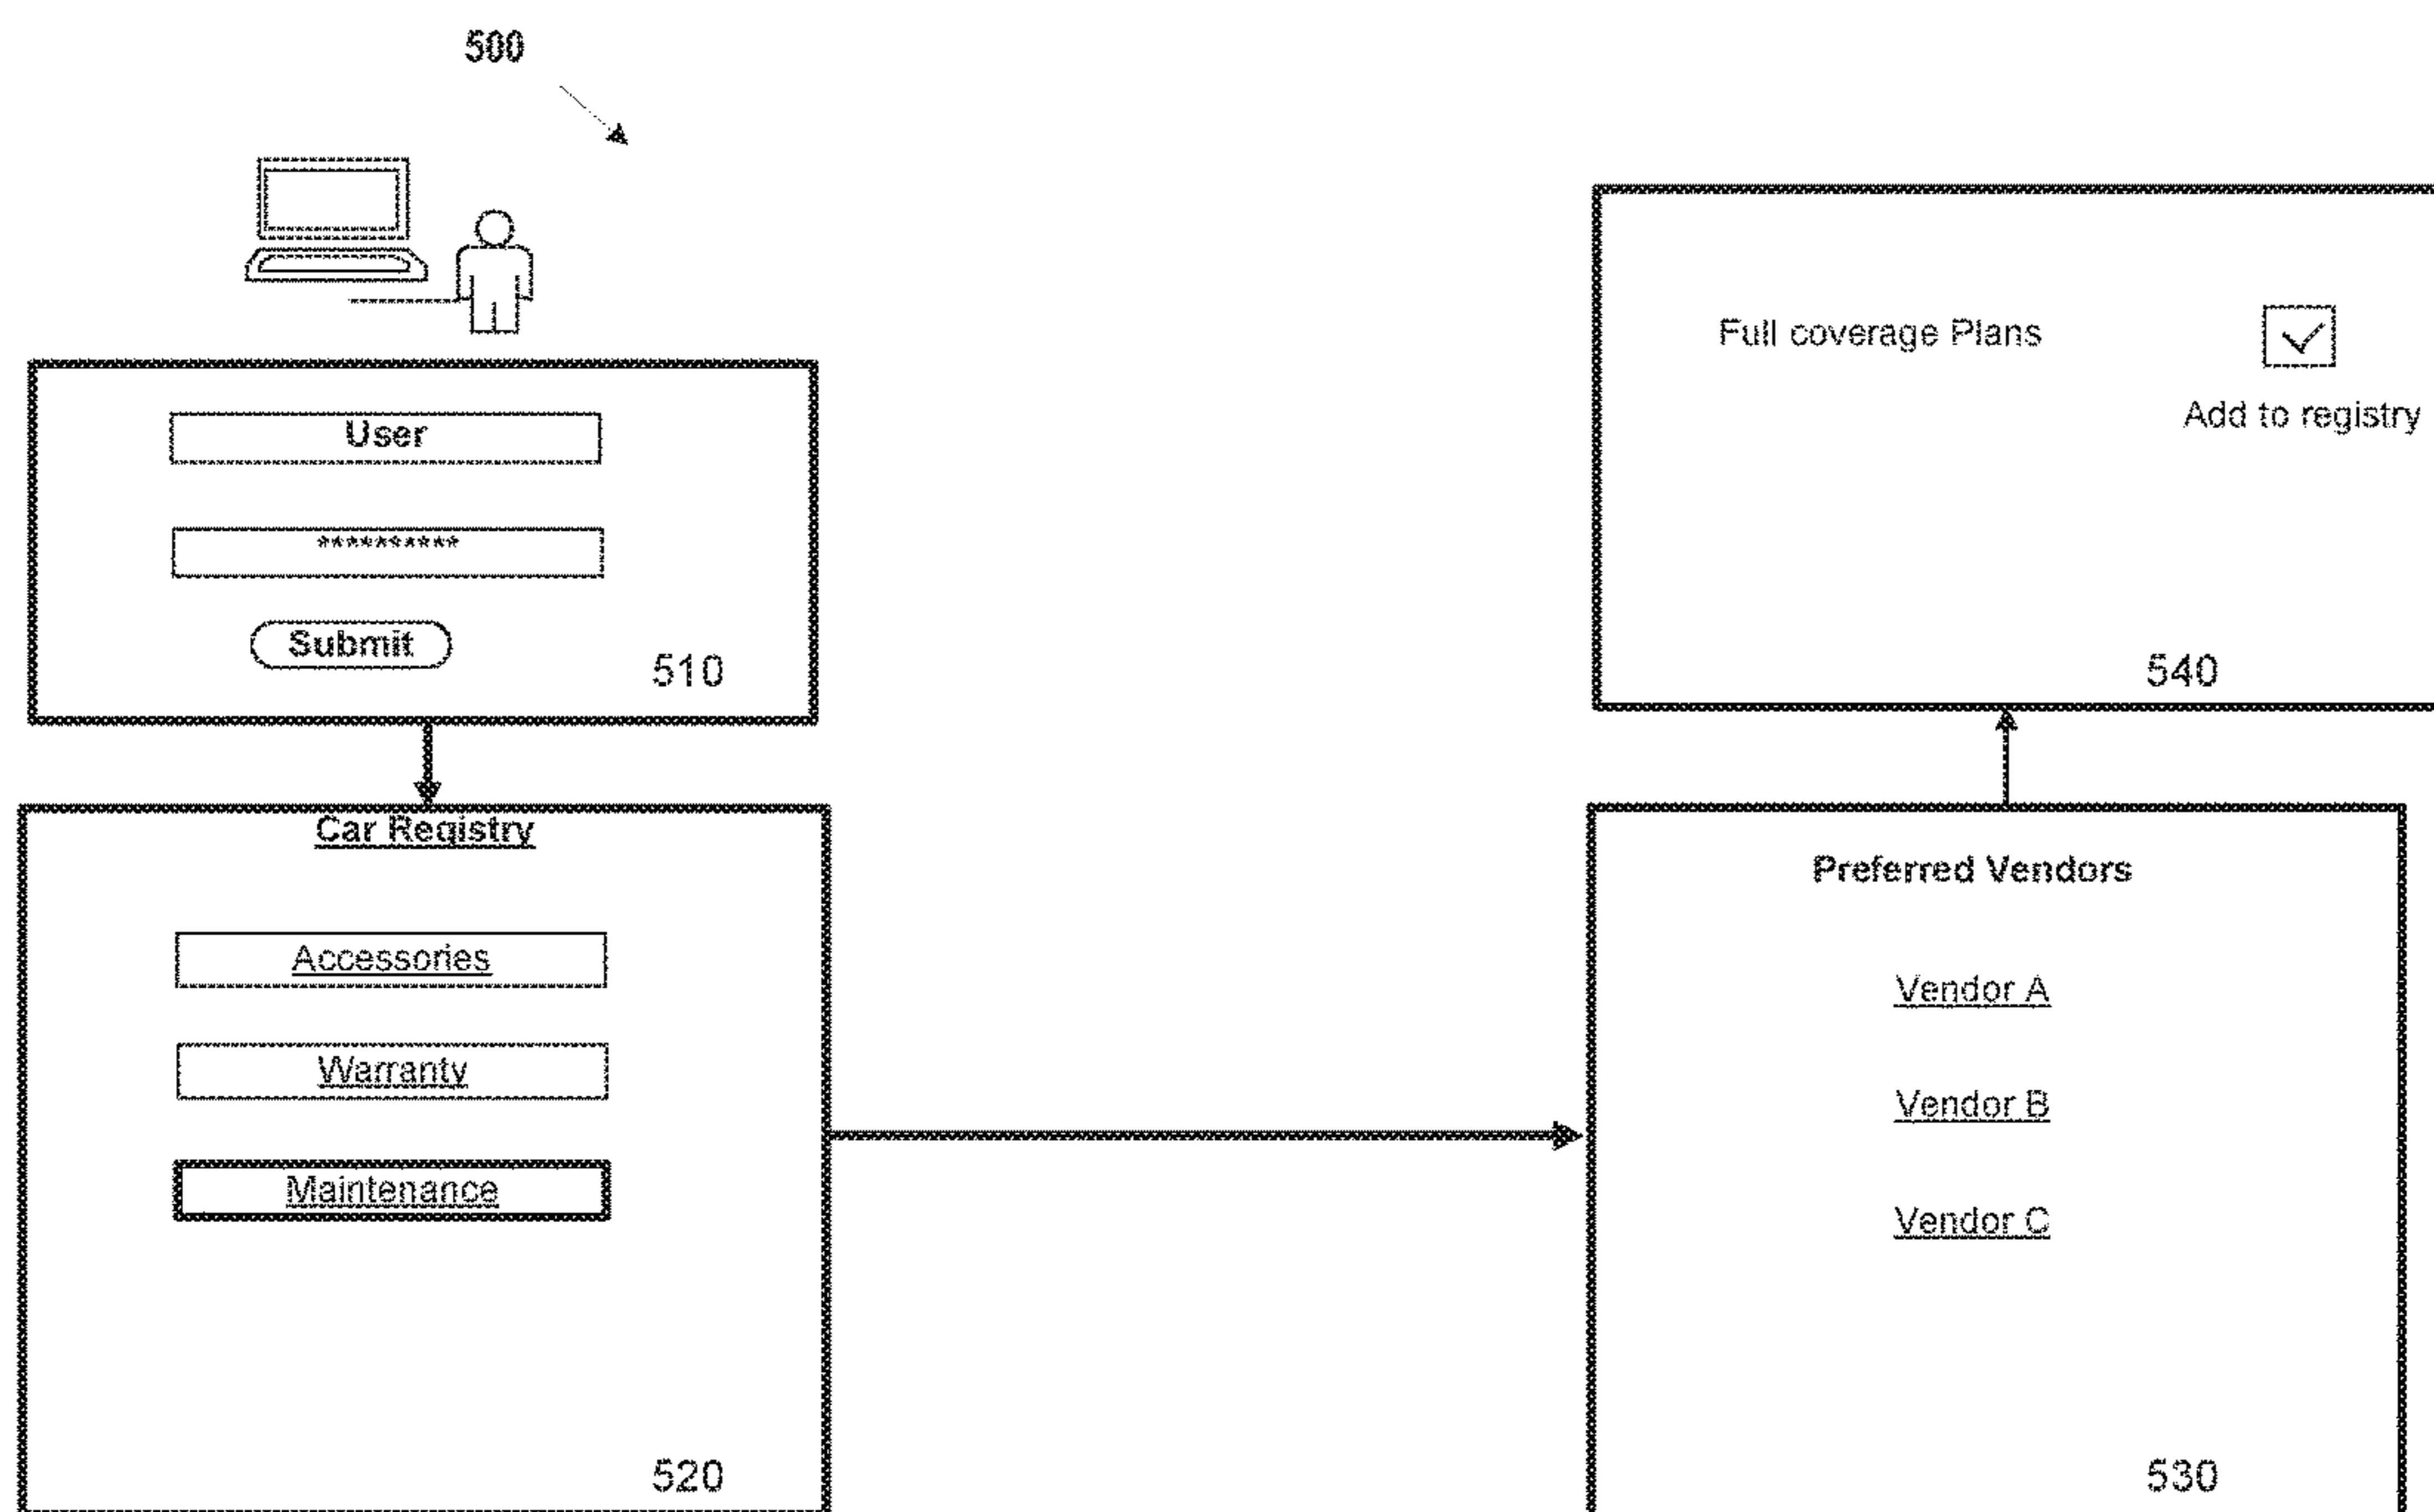 500
User
**********
Submit
510
Car Registry
Accessories
Warranty
Maintenance
520
Preferred Vendors
Vendor A
Vendor B
Vendor C
530
Full coverage Plans
Add to registry
540